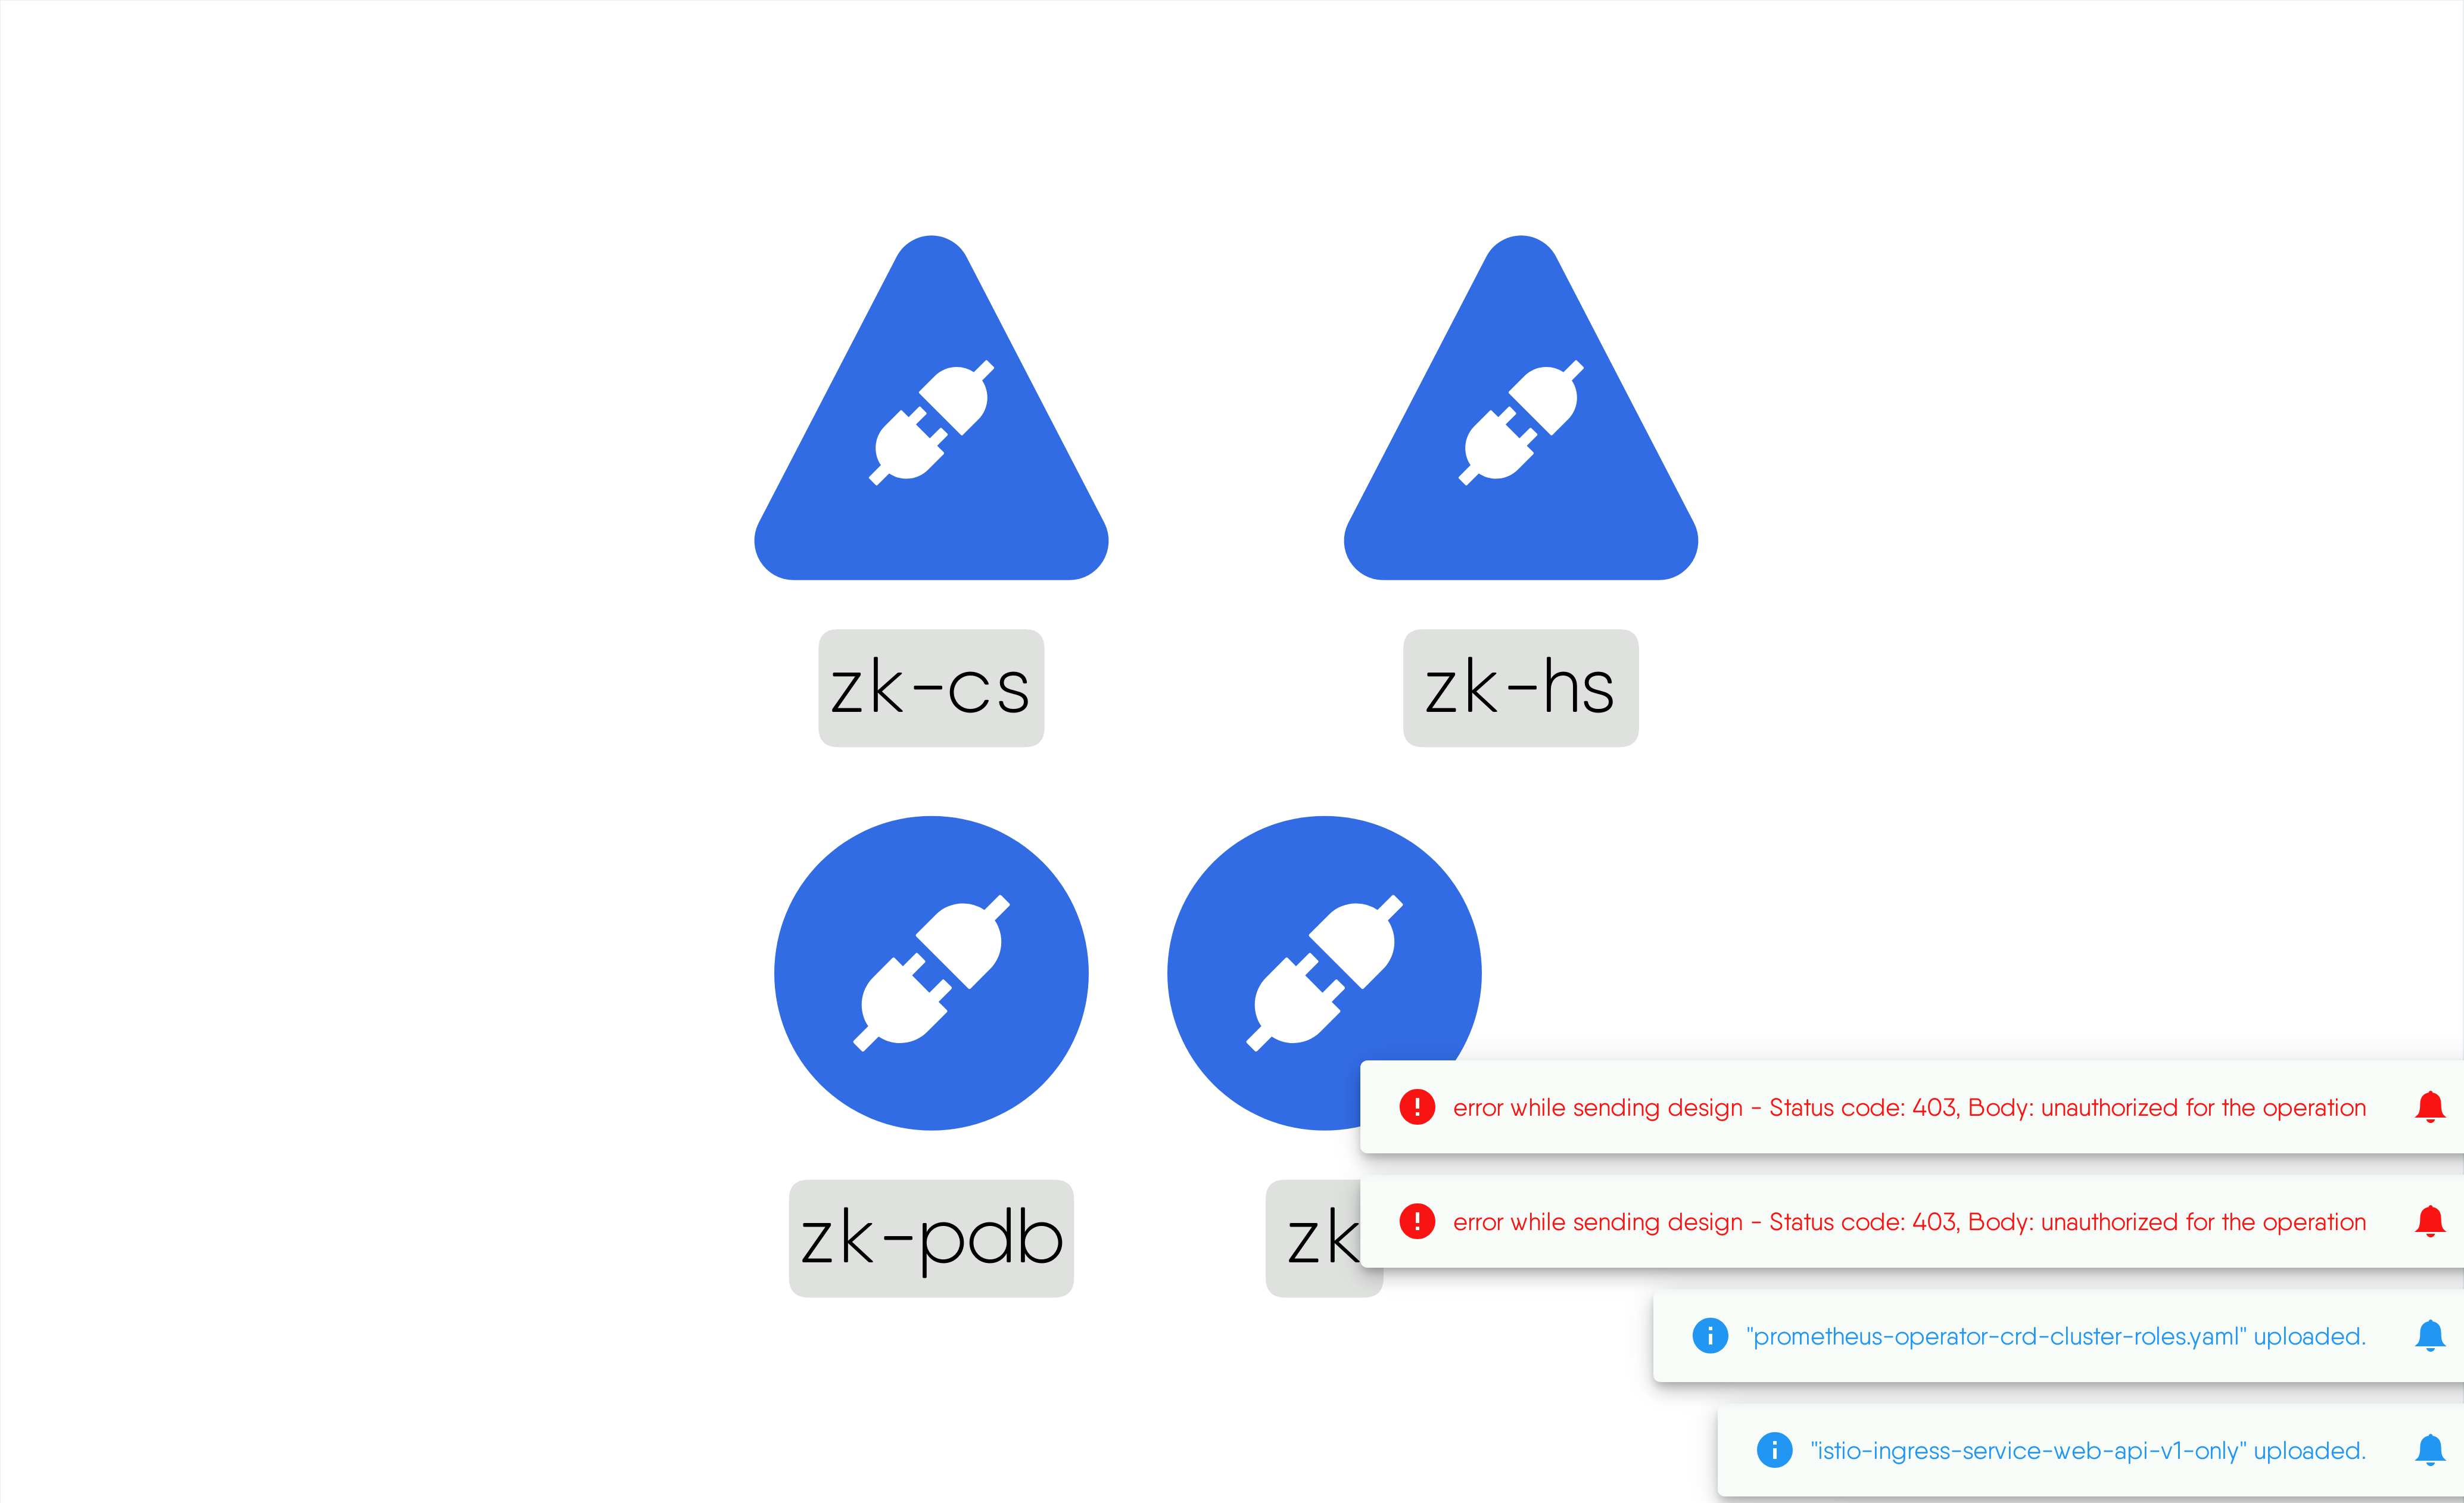 zk-cs
zk-hs
zk-pdb
zk
error while sending design - Status code: 403, Body: unauthorized for the operation
error while sending design - Status code: 403, Body: unauthorized for the operation
"prometheus-operator-crd-cluster-roles.yaml" uploaded.
"istio-ingress-service-web-api-v1-only" uploaded.